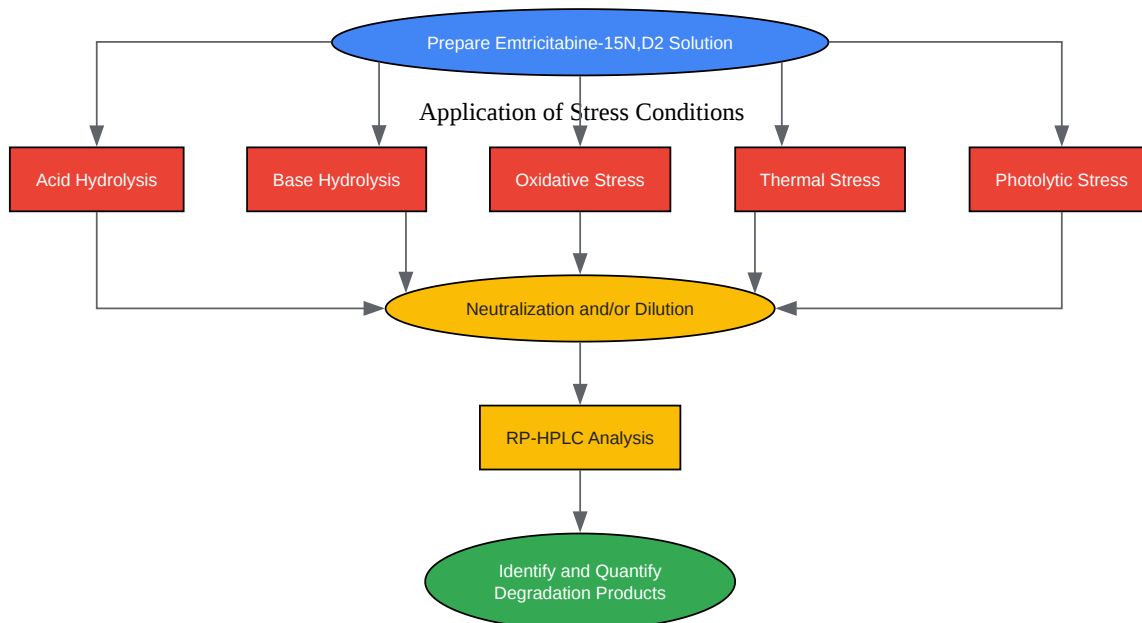 Prepare Emtricitabine-15N,D2 Solution
Application of Stress Conditions
Acid Hydrolysis
Base Hydrolysis
Oxidative Stress
Thermal Stress
Photolytic Stress
Neutralization and/or Dilution
RP-HPLC Analysis
Identify and Quantify
Degradation Products